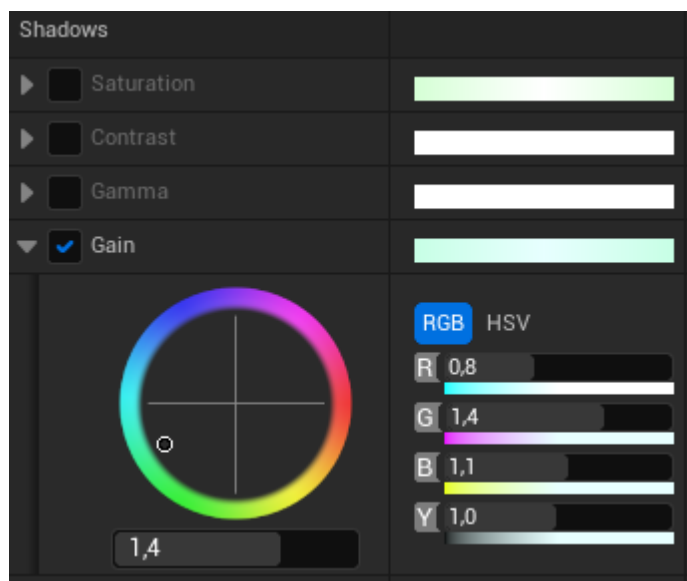 Shadows
Saturation
Contrast
Gamma
Gain
RGB HSV
R 0,8
G 1,4
B 1,1
Y 1,0
1,4